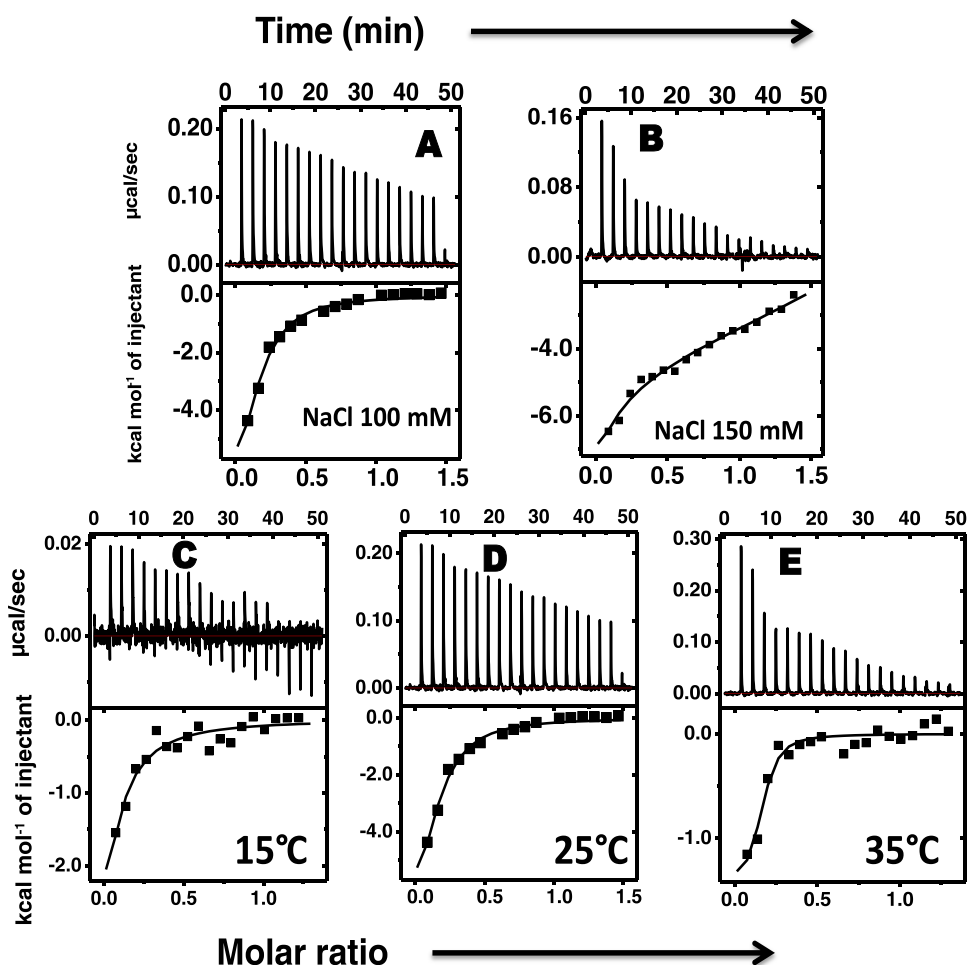 Time (min)
0 10 20 30 40 50
0 10 20 30 40 50
µcal/sec
0.20
0.10
0.00
A
0.16
0.08
0.00
B
kcal mol-1 of injectant
0.0
-2.0
-4.0
NaCl 100 mM
-4.0
-6.0
NaCl 150 mM
0.0 0.5 1.0 1.5
0.0 0.5 1.0 1.5
0 10 20 30 40 50
0 10 20 30 40 50
0 10 20 30 40 50
µcal/sec
0.02
0.00
C
0.20
0.10
0.00
D
0.30
0.20
0.10
0.00
E
kcal mol-1 of injectant
0.0
-1.0
-2.0
15°C
0.0
-2.0
-4.0
25°C
0.0
-1.0
35°C
0.0 0.5 1.0
0.0 0.5 1.0 1.5
0.0 0.5 1.0
Molar ratio